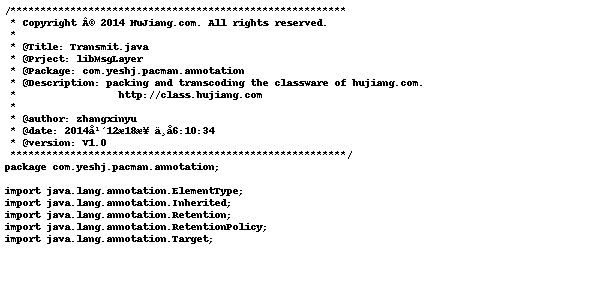 /********************************************************
 * Copyright Â© 2014 HuJiang.com. All rights reserved.
 *
 * @Title: Transmit.java
 * @Prject: libMsgLayer
 * @Package: com.yeshj.pacman.annotation
 * @Description: packing and transcoding the classware of hujiang.com.
 *                 http://class.hujiang.com
 *
 * @author: zhangxinyu
 * @date: 2014å¹´12æ18æ¥ ä¸å6:10:34
 * @version: V1.0
 ********************************************************/
package com.yeshj.pacman.annotation;

import java.lang.annotation.ElementType;
import java.lang.annotation.Inherited;
import java.lang.annotation.Retention;
import java.lang.annotation.RetentionPolicy;
import java.lang.annotation.Target;